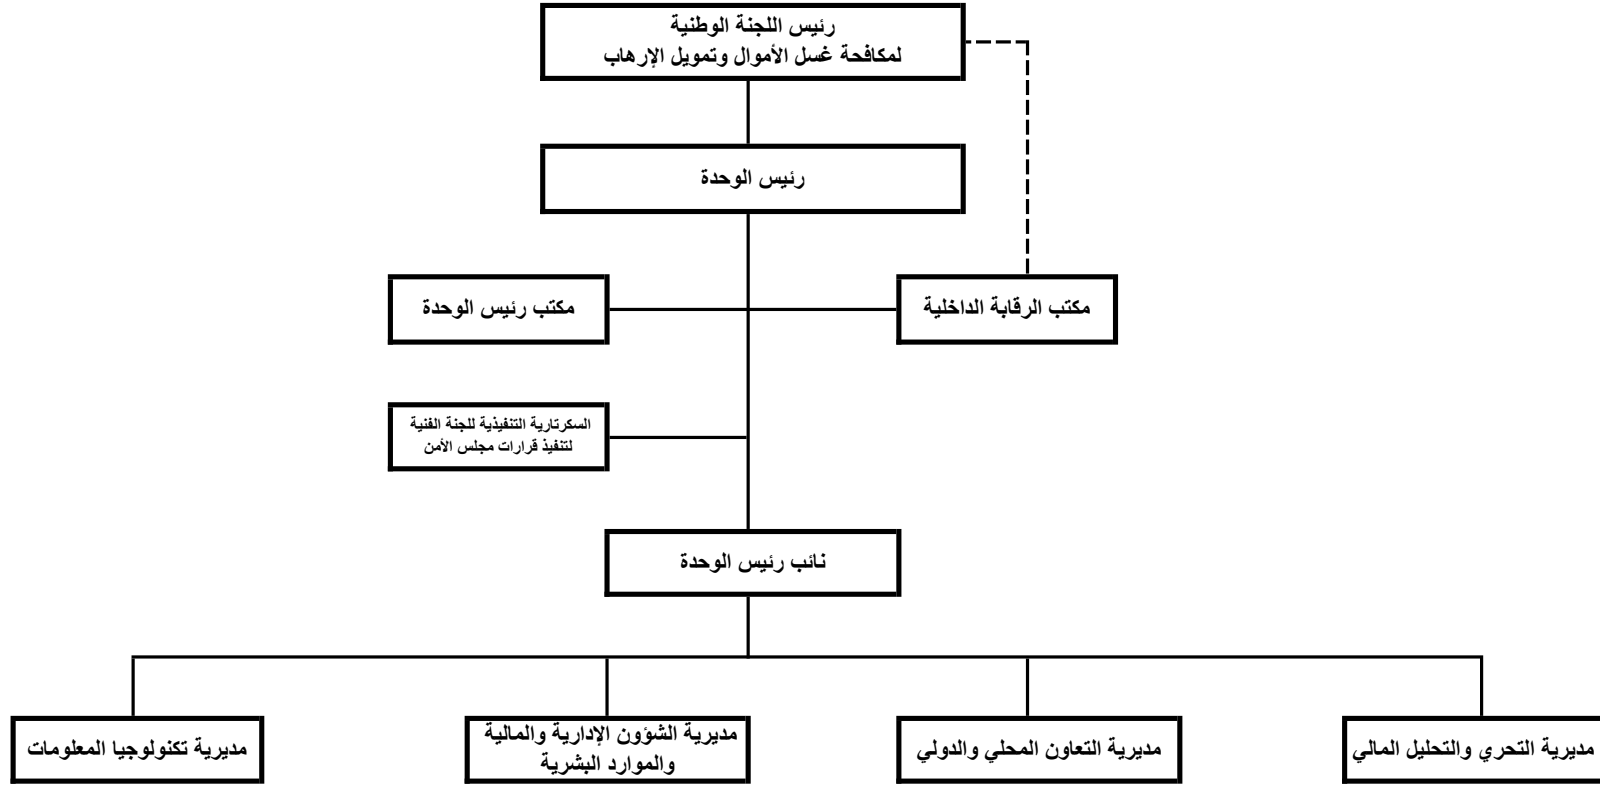 رئيس اللجنة الوطنية
لمكافحة غسل الأموال وتمويل الإرهاب
رئيس الوحدة
مكتب الرقابة الداخلية
مكتب رئيس الوحدة
السكرتارية التنفيذية للجنة الفنية
لتنفيذ قرارات مجلس الأمن
نائب رئيس الوحدة
مديرية التحري والتحليل المالي
مديرية التعاون المحلي والدولي
مديرية الشؤون الإدارية والمالية
والموارد البشرية
مديرية تكنولوجيا المعلومات